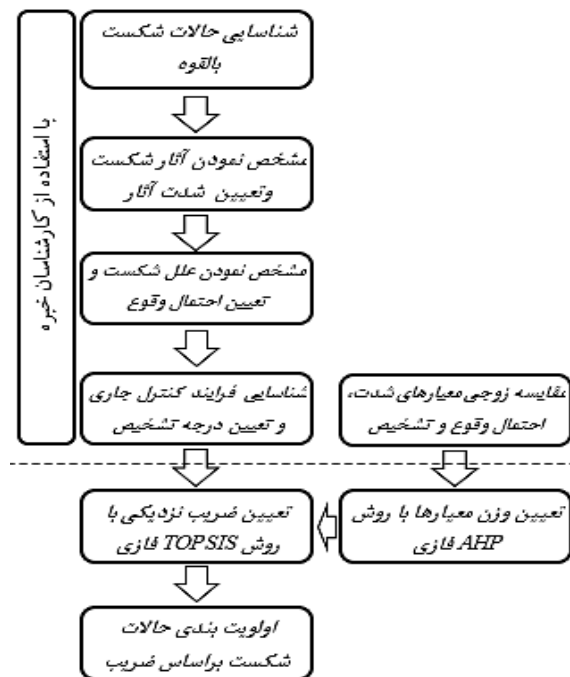 با استفاده از کارشناسان خبره
شناسایی حالات شکست
بالقوه
مشخص نمودن آثار شکست
وتعیین شدت آثار
مشخص نمودن علل شکست و
تعیین احتمال وقوع
شناسایی فرایند کنترل جاری
و تعیین درجه تشخیص
مقایسه زوجی معیارهای شدت،
احتمال وقوع و تشخیص
تعیین وزن معیارها با روش
AHP فازی
تعیین ضریب نزدیکی با
روش TOPSIS فازی
اولویت بندی حالات
شکست براساس ضریب